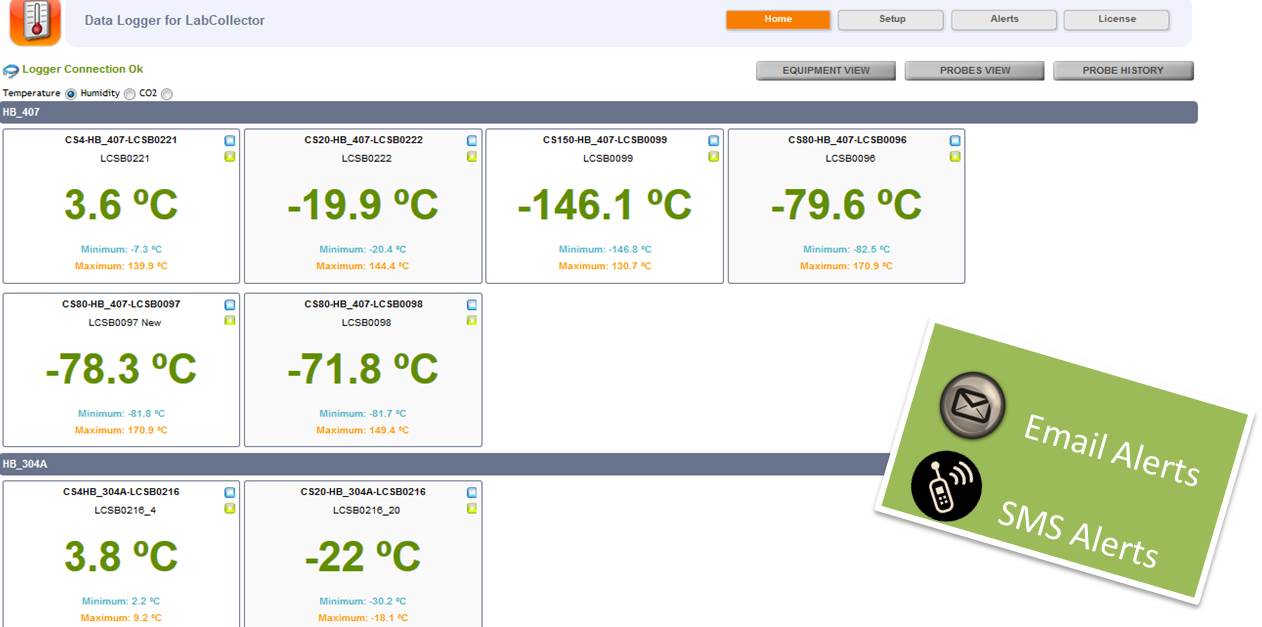 Data Logger for LabCollector
Home Setup Alerts License
Logger Connection Ok
EQUIPMENT VIEW PROBES VIEW PROBE HISTORY
Temperature Humidity CO2
HB_407
CS4-HB_407-LCSB0221
LCSB0221
3.6 ºC
Minimum: -7.3 ºC
Maximum: 139.9 ºC
CS20-HB_407-LCSB0222
LCSB0222
-19.9 ºC
Minimum: -20.4 ºC
Maximum: 144.4 ºC
CS150-HB_407-LCSB0099
LCSB0099
-146.1 ºC
Minimum: -146.8 ºC
Maximum: 130.7 ºC
CS80-HB_407-LCSB0096
LCSB0096
-79.6 ºC
Minimum: -82.5 ºC
Maximum: 170.9 ºC
CS80-HB_407-LCSB0097
LCSB0097 New
-78.3 ºC
Minimum: -81.8 ºC
Maximum: 170.9 ºC
CS80-HB_407-LCSB0098
LCSB0098
-71.8 ºC
Minimum: -81.7 ºC
Maximum: 149.4 ºC
Email Alerts
SMS Alerts
HB_304A
CS4HB_304A-LCSB0216
LCSB0216_4
3.8 ºC
Minimum: 2.2 ºC
Maximum: 9.2 ºC
CS20-HB_304A-LCSB0216
LCSB0216_20
-22 ºC
Minimum: -30.2 ºC
Maximum: -18.1 ºC